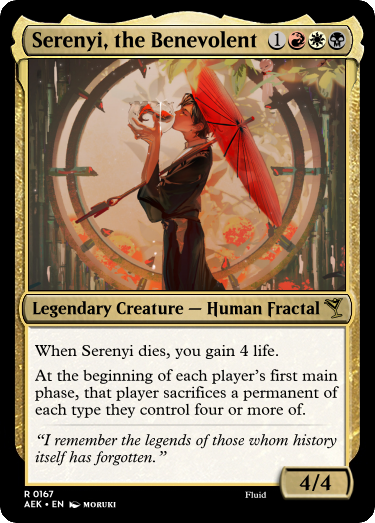 Serenyi, the Benevolent 1
Legendary Creature — Human Fractal
When Serenyi dies, you gain 4 life.
At the beginning of each player’s first main
phase, that player sacrifices a permanent of
each type they control four or more of.
“I remember the legends of those whom history
itself has forgotten.”
4/4
R 0167
AEK • EN MORUKI
Fluid